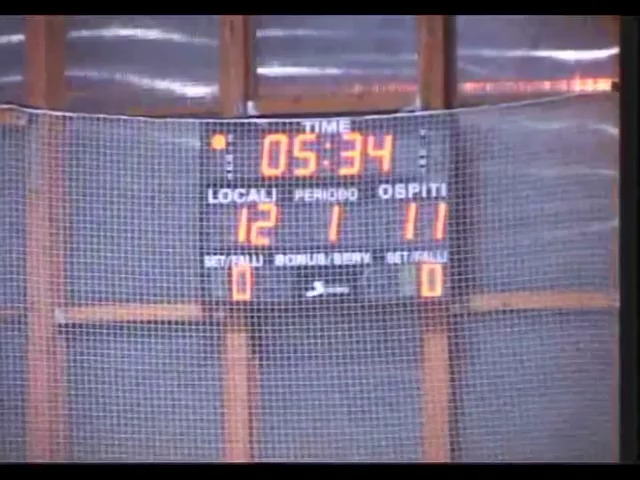 TIME
05:34
LOCALI PERIODO OSPITI
12 1 11
SET/FALLI BONUS/SERV. SET/FALLI
0 0